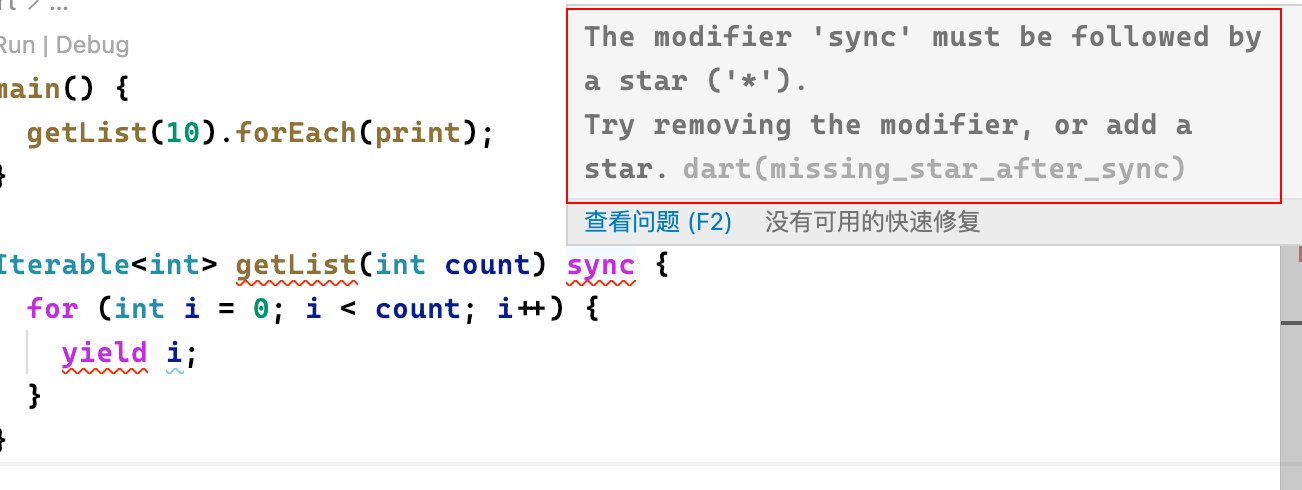 Run | Debug
main() {
getList(10).forEach(print);
}
Iterable<int> getList(int count) sync {
for (int i = 0; i < count; i++) {
yield i;
}
}
The modifier 'sync' must be followed by
a star ('*').
Try removing the modifier, or add a
star. dart(missing_star_after_sync)
查看问题 (F2) 没有可用的快速修复